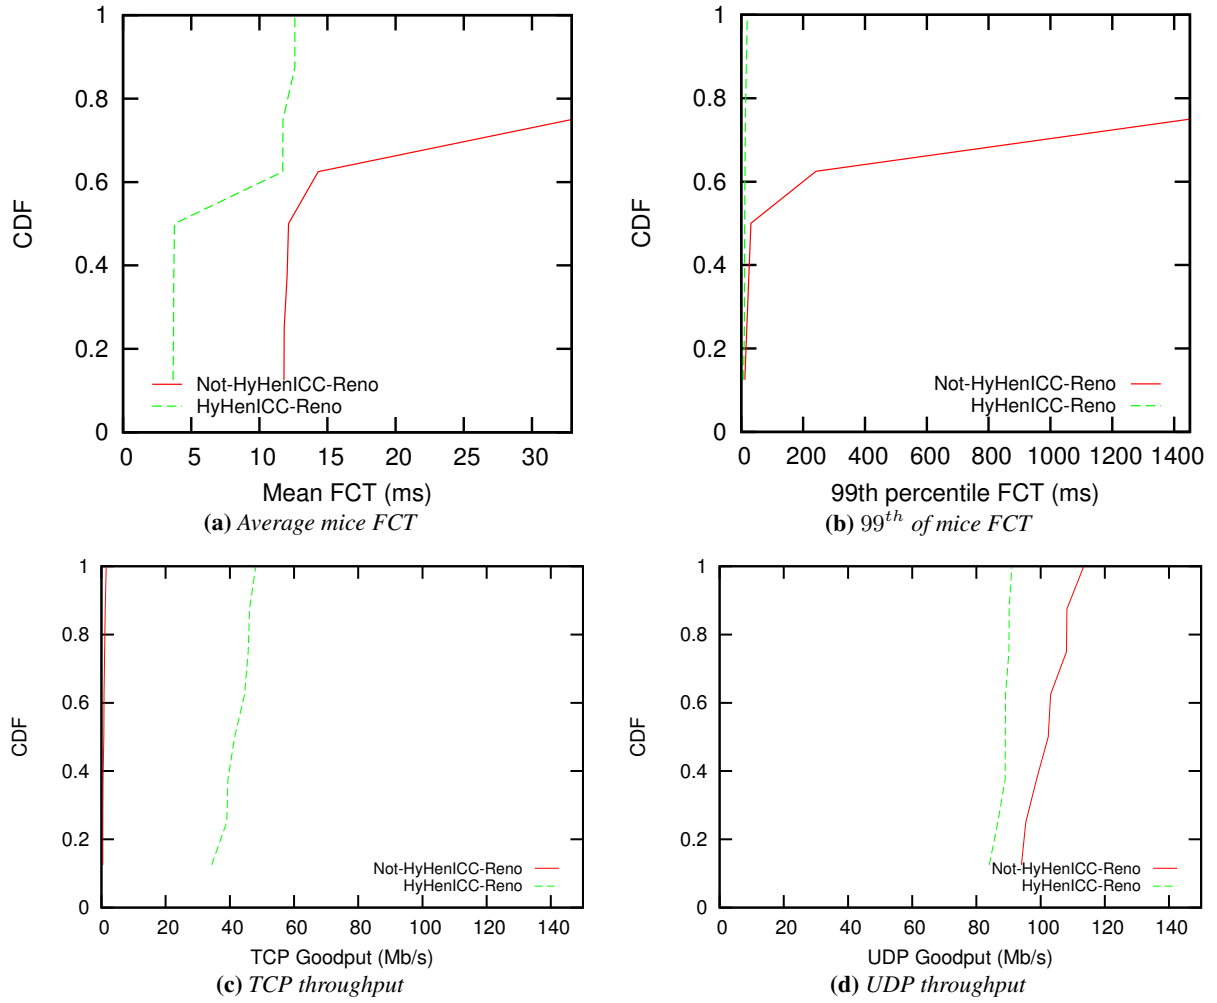 1
0.8
0.6
0.4
0.2
0
CDF
Not-HyHenICC-Reno
HyHenICC-Reno
0 5 10 15 20 25 30
Mean FCT (ms)
(a) Average mice FCT
1
0.8
0.6
0.4
0.2
0
CDF
Not-HyHenICC-Reno
HyHenICC-Reno
0 200 400 600 800 1000 1200 1400
99th percentile FCT (ms)
(b) 99th of mice FCT
1
0.8
0.6
0.4
0.2
0
CDF
Not-HyHenICC-Reno
HyHenICC-Reno
0 20 40 60 80 100 120 140
TCP Goodput (Mb/s)
(c) TCP throughput
1
0.8
0.6
0.4
0.2
0
CDF
Not-HyHenICC-Reno
HyHenICC-Reno
0 20 40 60 80 100 120 140
UDP Goodput (Mb/s)
(d) UDP throughput